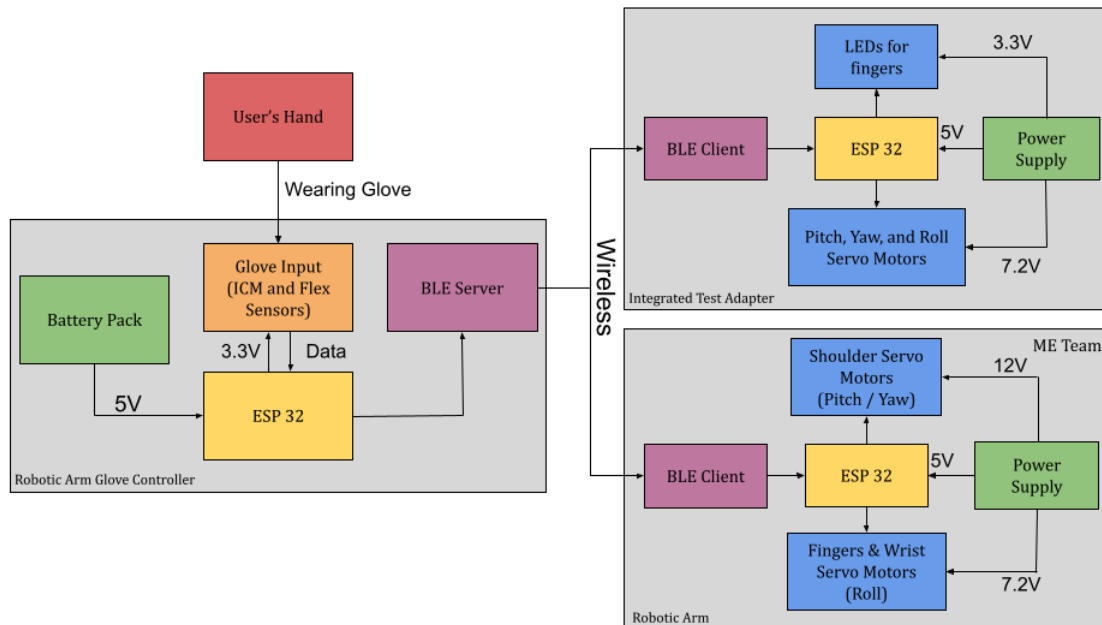 User's Hand
Wearing Glove
Glove Input
(ICM and Flex
Sensors)
Battery Pack
3.3V
Data
5V
ESP 32
BLE Server
Robotic Arm Glove Controller
Wireless
LEDs for
fingers
3.3V
BLE Client
ESP 32
5V
Power
Supply
Pitch, Yaw, and Roll
Servo Motors
7.2V
Integrated Test Adapter
ME Team
Shoulder Servo
Motors
(Pitch / Yaw)
12V
BLE Client
ESP 32
5V
Power
Supply
Fingers & Wrist
Servo Motors
(Roll)
7.2V
Robotic Arm